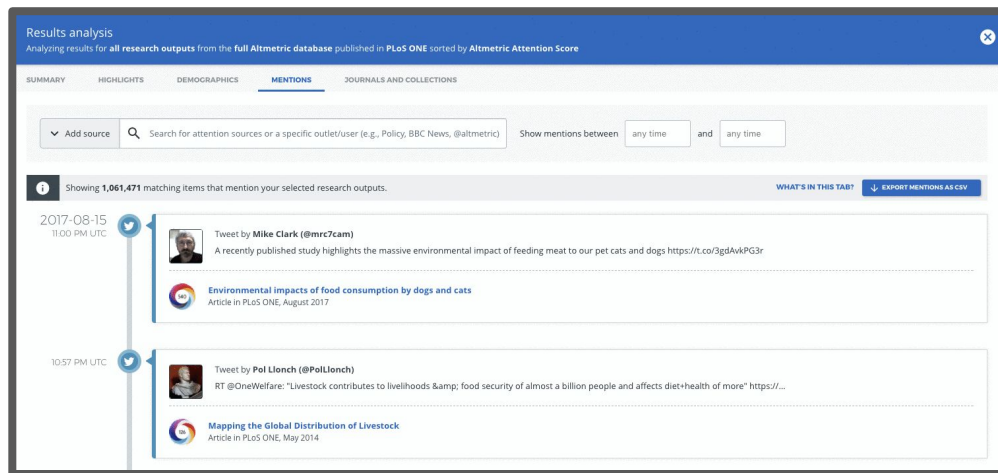 Results analysis
Analyzing results for all research outputs from the full Altmetric database published in PLoS ONE sorted by Altmetric Attention Score
SUMMARY HIGHLIGHTS DEMOGRAPHICS MENTIONS JOURNALS AND COLLECTIONS
Add source Search for attention sources or a specific outlet/user (e.g., Policy, BBC News, @altmetric) Show mentions between any time and any time
Showing 1,061,471 matching items that mention your selected research outputs. WHAT'S IN THIS TAB? EXPORT MENTIONS AS CSV
2017-08-15
11:00 PM UTC
Tweet by Mike Clark (@mrc7cam)
A recently published study highlights the massive environmental impact of feeding meat to our pet cats and dogs https://t.co/3gdAvkPG3r
540
Environmental impacts of food consumption by dogs and cats
Article in PLoS ONE, August 2017
10:57 PM UTC
Tweet by Pol Llonch (@PolLlonch)
RT @OneWelfare: "Livestock contributes to livelihoods &amp; food security of almost a billion people and affects diet+health of more" https://...
Mapping the Global Distribution of Livestock
Article in PLoS ONE, May 2014